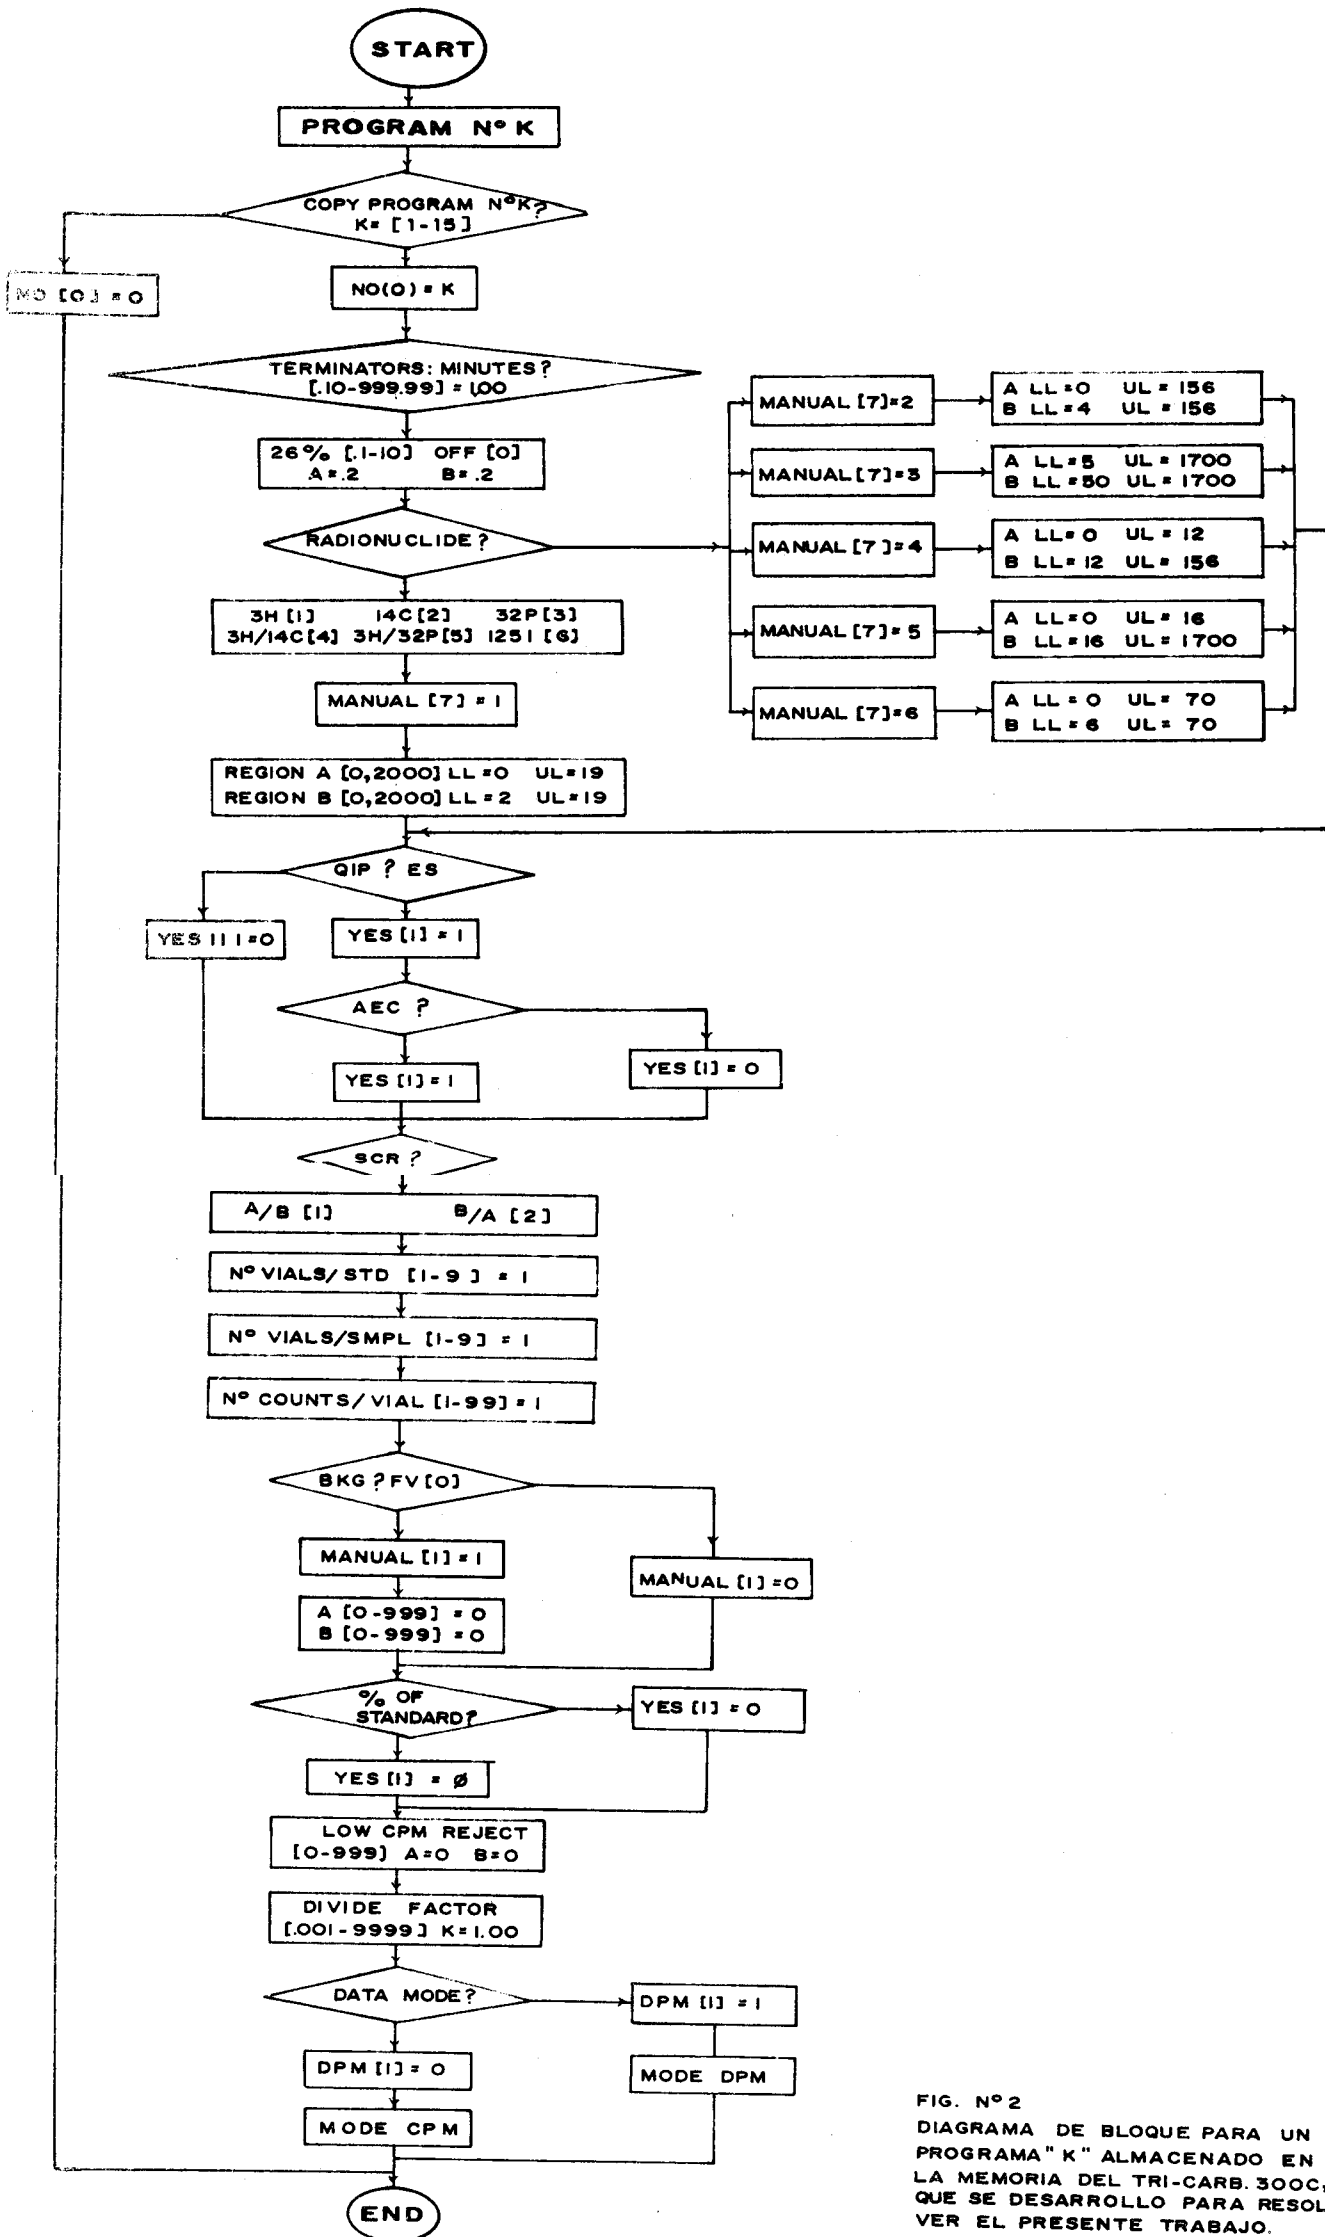 START
PROGRAM Nº K
COPY PROGRAM NºK?
K= [1-15]
NO [0] = 0
NO(0) = K
TERMINATORS: MINUTES?
[.10-999.99] = 1.00
26% [.1-10] OFF [0]
A=.2 B=.2
RADIONUCLIDE?
MANUAL [7]=2
A LL=0 UL=156
B LL=4 UL=156
MANUAL [7]=3
A LL=5 UL=1700
B LL=50 UL=1700
MANUAL [7]=4
A LL=0 UL=12
B LL=12 UL=156
MANUAL [7]=5
A LL=0 UL=16
B LL=16 UL=1700
MANUAL [7]=6
A LL=0 UL=70
B LL=6 UL=70
3H [1] 14C [2] 32P [3]
3H/14C[4] 3H/32P[5] 125I [6]
MANUAL [7] = 1
REGION A [0,2000] LL=0 UL=19
REGION B [0,2000] LL=2 UL=19
QIP ? ES
YES [1]=0
YES [1] = 1
AEC ?
YES [1]=1
YES [1] = 0
SCR ?
A/B [1] B/A [2]
Nº VIALS/STD [1-9] = 1
Nº VIALS/SMPL [1-9] = 1
Nº COUNTS/VIAL [1-99] = 1
BKG ? FV [0]
MANUAL [1] = 1
MANUAL [1]=0
A [0-999] = 0
B [0-999] = 0
% OF
STANDARD?
YES [1] = 0
YES [1] = Ø
LOW CPM REJECT
[0-999] A=0 B=0
DIVIDE FACTOR
[.001-9999] K=1.00
DATA MODE?
DPM [1] = 1
DPM [1] = 0
MODE DPM
MODE CPM
END
FIG. Nº 2
DIAGRAMA DE BLOQUE PARA UN
PROGRAMA " K " ALMACENADO EN
LA MEMORIA DEL TRI-CARB. 300C,
QUE SE DESARROLLO PARA RESOL
VER EL PRESENTE TRABAJO.